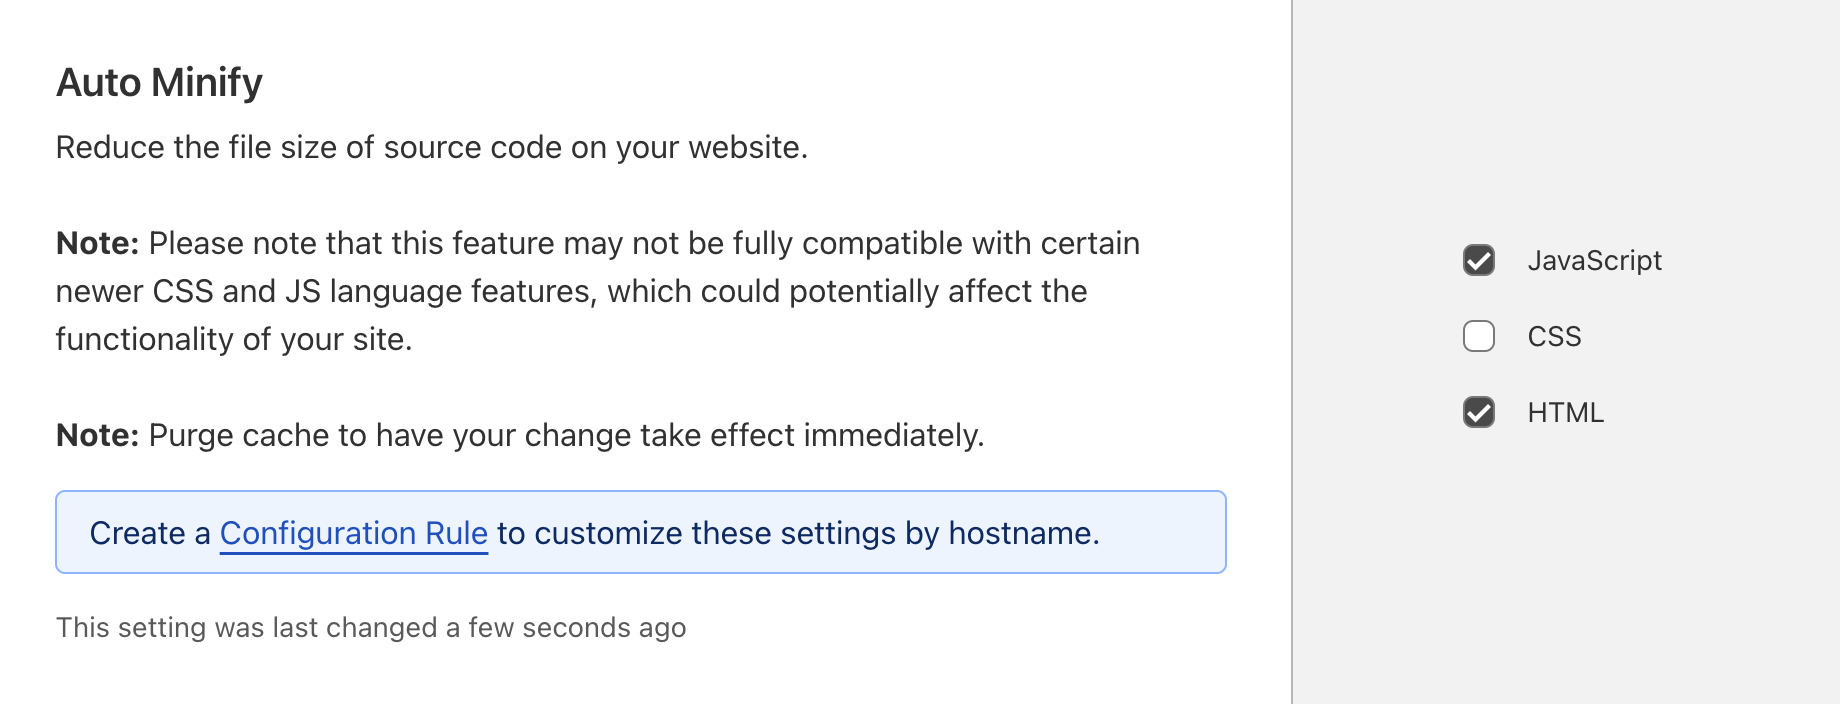 Auto Minify
Reduce the file size of source code on your website.
Note: Please note that this feature may not be fully compatible with certain
newer CSS and JS language features, which could potentially affect the
functionality of your site.
Note: Purge cache to have your change take effect immediately.
Create a Configuration Rule to customize these settings by hostname.
This setting was last changed a few seconds ago
JavaScript
CSS
HTML